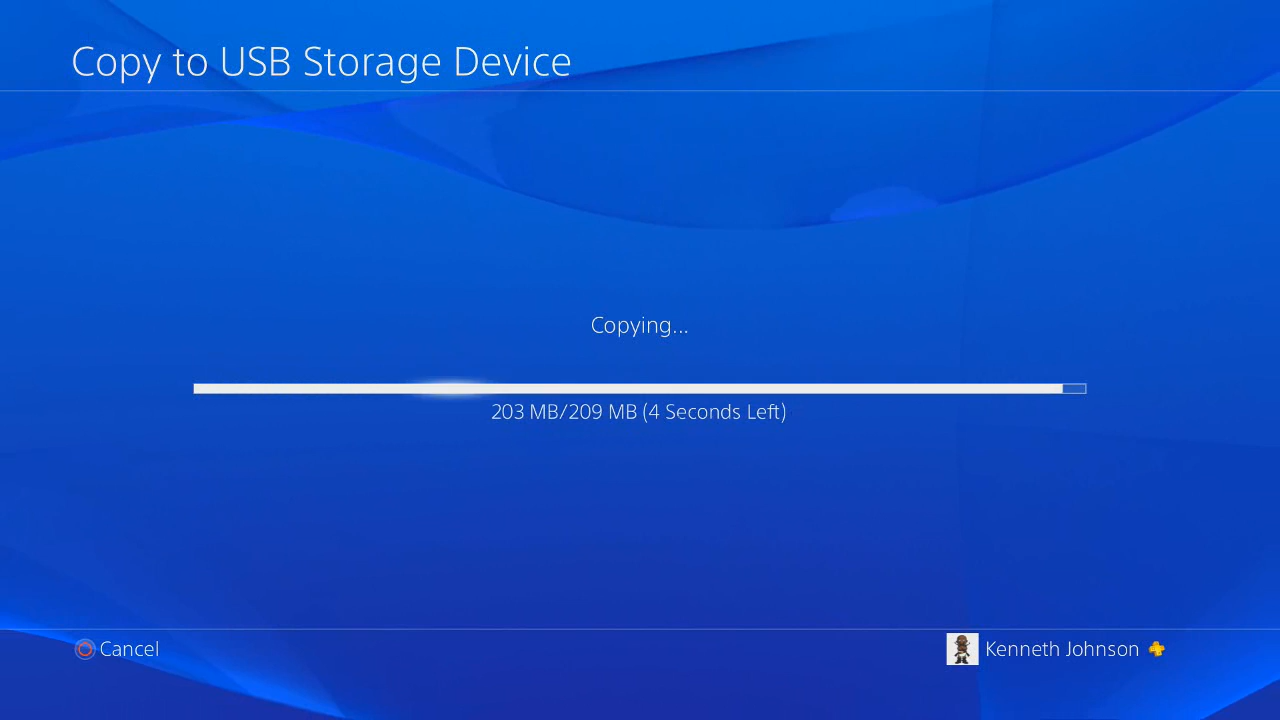 Copy to USB Storage Device
Copying...
203 MB/209 MB (4 Seconds Left)
Cancel
Kenneth Johnson